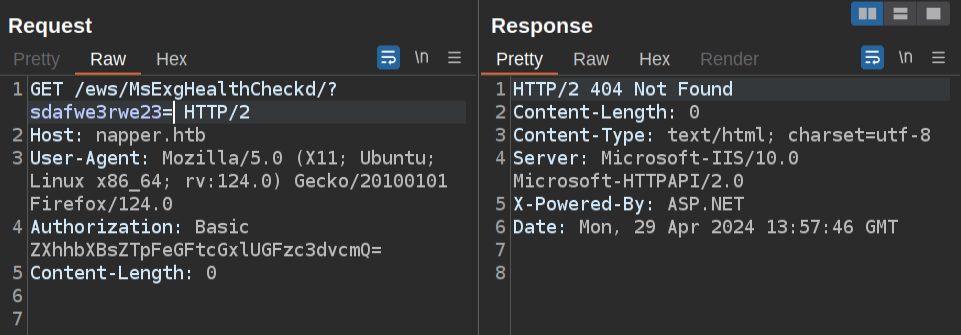 Request
Pretty Raw Hex \n
1 GET /ews/MsExgHealthCheckd/?
sdafwe3rwe23= HTTP/2
2 Host: napper.htb
3 User-Agent: Mozilla/5.0 (X11; Ubuntu;
Linux x86_64; rv:124.0) Gecko/20100101
Firefox/124.0
4 Authorization: Basic
ZXhhbXBsZTpFeGFtcGxlUGFzc3dvcmQ=
5 Content-Length: 0
6
7
Response
Pretty Raw Hex Render \n
1 HTTP/2 404 Not Found
2 Content-Length: 0
3 Content-Type: text/html; charset=utf-8
4 Server: Microsoft-IIS/10.0
Microsoft-HTTPAPI/2.0
5 X-Powered-By: ASP.NET
6 Date: Mon, 29 Apr 2024 13:57:46 GMT
7
8